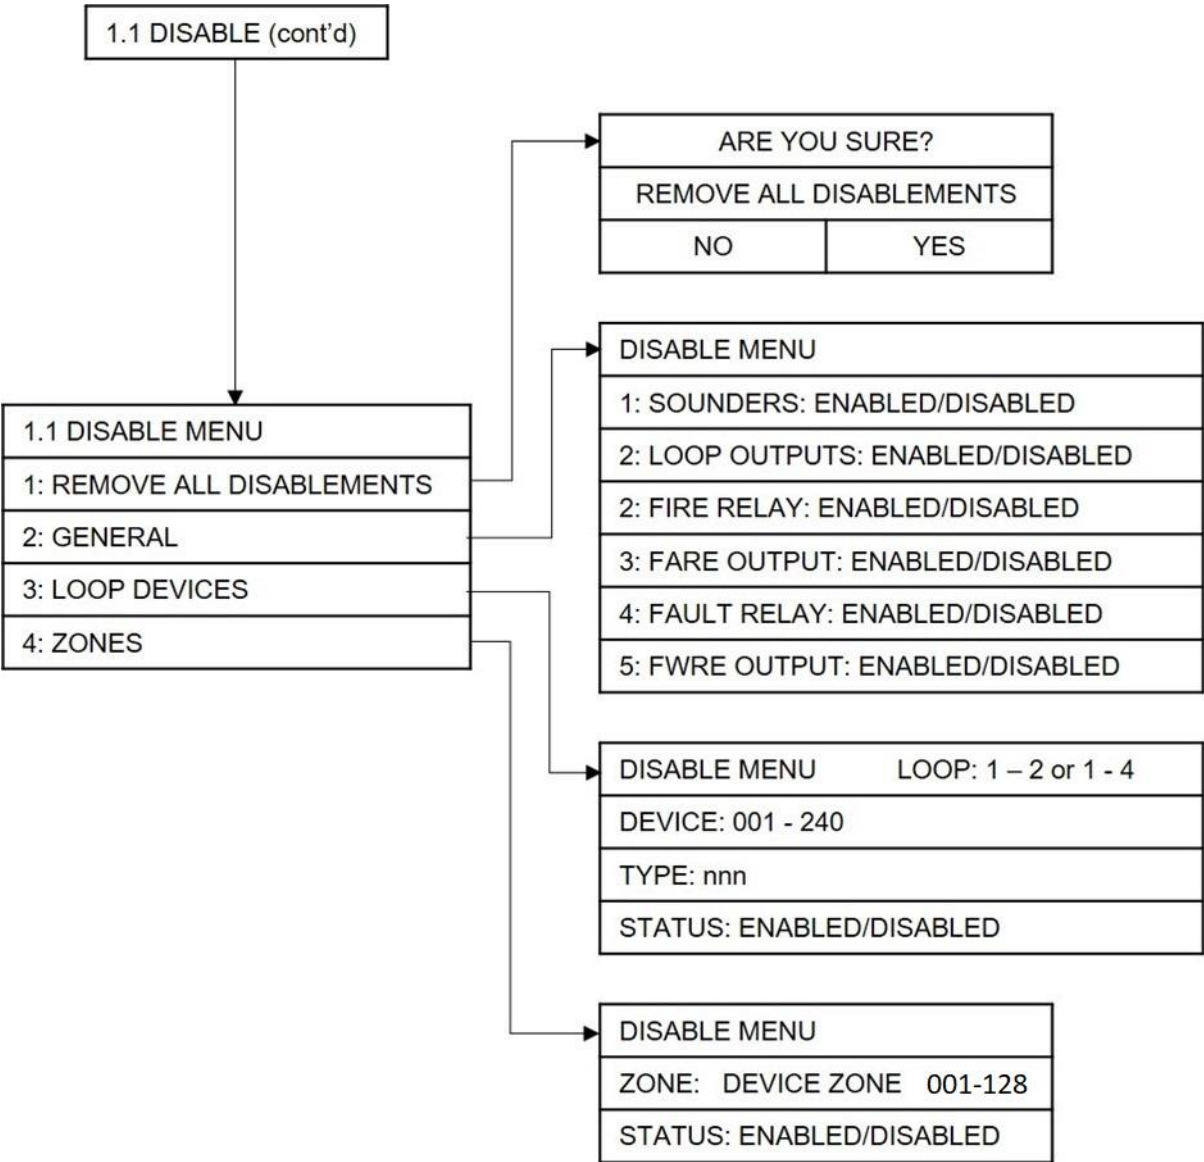 1.1 DISABLE (cont’d)
ARE YOU SURE?
REMOVE ALL DISABLEMENTS
NO YES
DISABLE MENU
1: SOUNDERS: ENABLED/DISABLED
2: LOOP OUTPUTS: ENABLED/DISABLED
2: FIRE RELAY: ENABLED/DISABLED
3: FARE OUTPUT: ENABLED/DISABLED
4: FAULT RELAY: ENABLED/DISABLED
5: FWRE OUTPUT: ENABLED/DISABLED
1.1 DISABLE MENU
1: REMOVE ALL DISABLEMENTS
2: GENERAL
3: LOOP DEVICES
4: ZONES
DISABLE MENU LOOP: 1 – 2 or 1 - 4
DEVICE: 001 - 240
TYPE: nnn
STATUS: ENABLED/DISABLED
DISABLE MENU
ZONE: DEVICE ZONE 001-128
STATUS: ENABLED/DISABLED